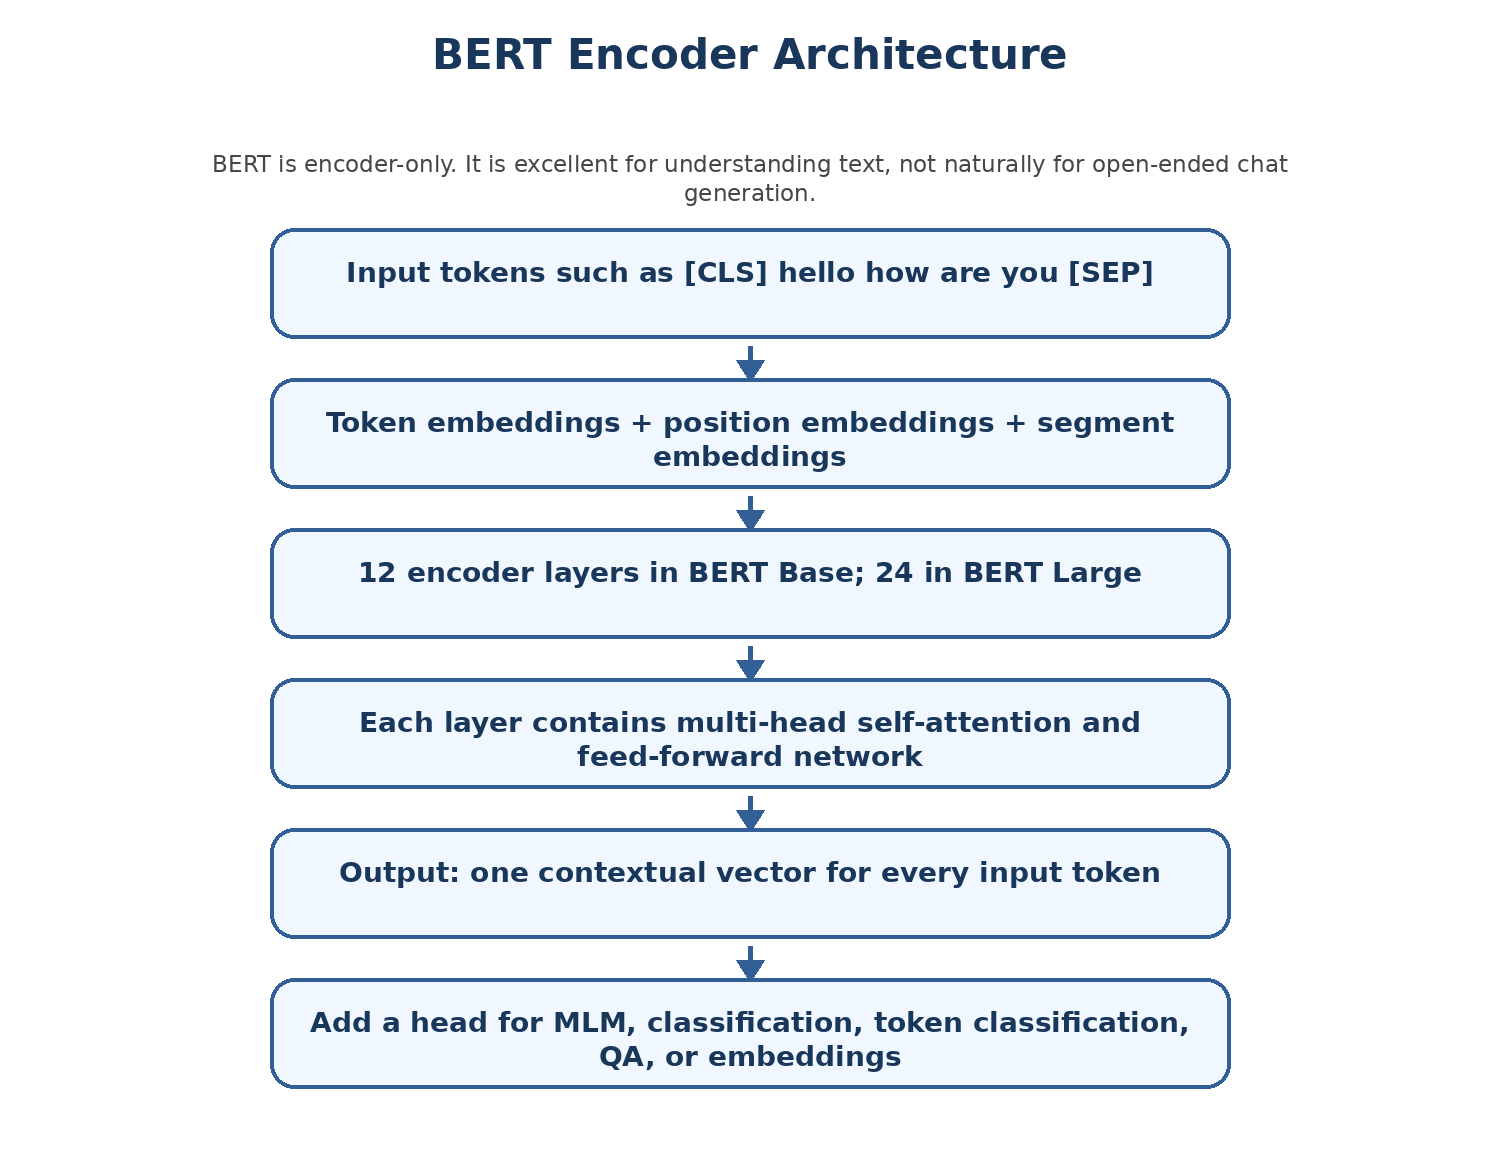 BERT Encoder Architecture
BERT is encoder-only. It is excellent for understanding text, not naturally for open-ended chat
generation.
Input tokens such as [CLS] hello how are you [SEP]
Token embeddings + position embeddings + segment
embeddings
12 encoder layers in BERT Base; 24 in BERT Large
Each layer contains multi-head self-attention and
feed-forward network
Output: one contextual vector for every input token
Add a head for MLM, classification, token classification,
QA, or embeddings